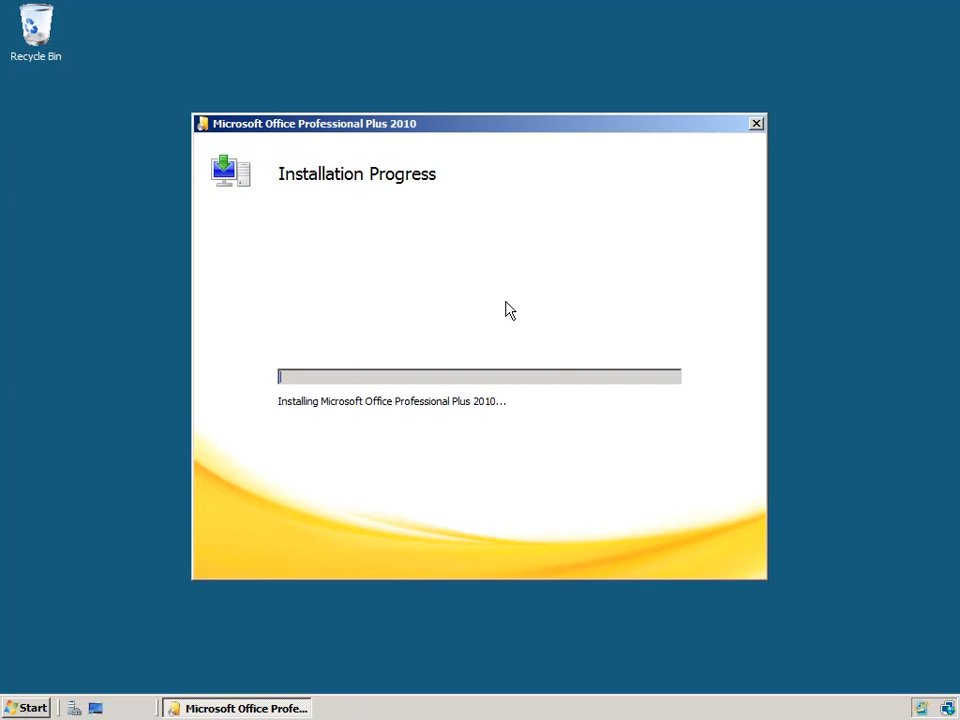 Recycle Bin
Microsoft Office Professional Plus 2010
Installation Progress
Installing Microsoft Office Professional Plus 2010...
Start
Microsoft Office Profe...